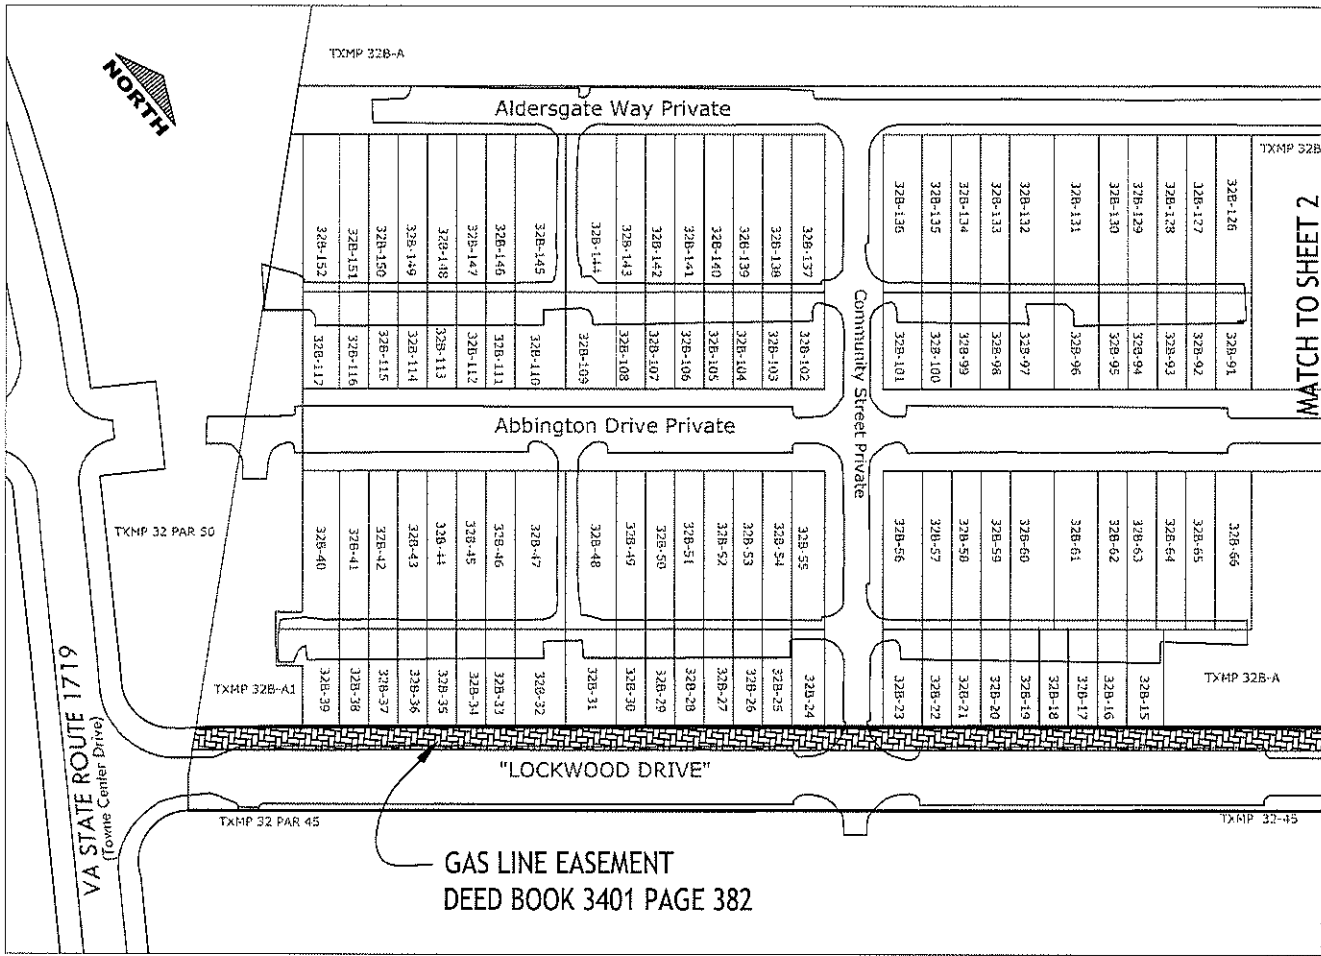 TXMP 32B-A
NORTH
Aldersgate Way Private
TXMP 32B
32B-152
32B-151
32B-150
32B-149
32B-148
32B-147
32B-146
32B-145
32B-144
32B-143
32B-142
32B-141
32B-140
32B-139
32B-138
32B-137
32B-136
32B-135
32B-134
32B-133
32B-132
32B-131
32B-130
32B-129
32B-128
32B-127
32B-126
MATCH TO SHEET 2
32B-117
32B-116
32B-115
32B-114
32B-113
32B-112
32B-111
32B-110
32B-109
32B-108
32B-107
32B-106
32B-105
32B-104
32B-103
32B-102
Community Street Private
32B-101
32B-100
32B-99
32B-98
32B-97
32B-96
32B-95
32B-94
32B-93
32B-92
32B-91
Abbington Drive Private
TXMP 32 PAR 50
32B-40
32B-41
32B-42
32B-43
32B-44
32B-45
32B-46
32B-47
32B-48
32B-49
32B-50
32B-51
32B-52
32B-53
32B-54
32B-55
32B-56
32B-57
32B-58
32B-59
32B-60
32B-61
32B-62
32B-63
32B-64
32B-65
32B-66
TXMP 32B-A1
32B-39
32B-38
32B-37
32B-36
32B-35
32B-34
32B-33
32B-32
32B-31
32B-30
32B-29
32B-28
32B-27
32B-26
32B-25
32B-24
32B-23
32B-22
32B-21
32B-20
32B-19
32B-18
32B-17
32B-16
32B-15
TXMP 32B-A
VA STATE ROUTE 1719
(Towne Center Drive)
"LOCKWOOD DRIVE"
TXMP 32 PAR 45
TXMP 32-45
GAS LINE EASEMENT
DEED BOOK 3401 PAGE 382